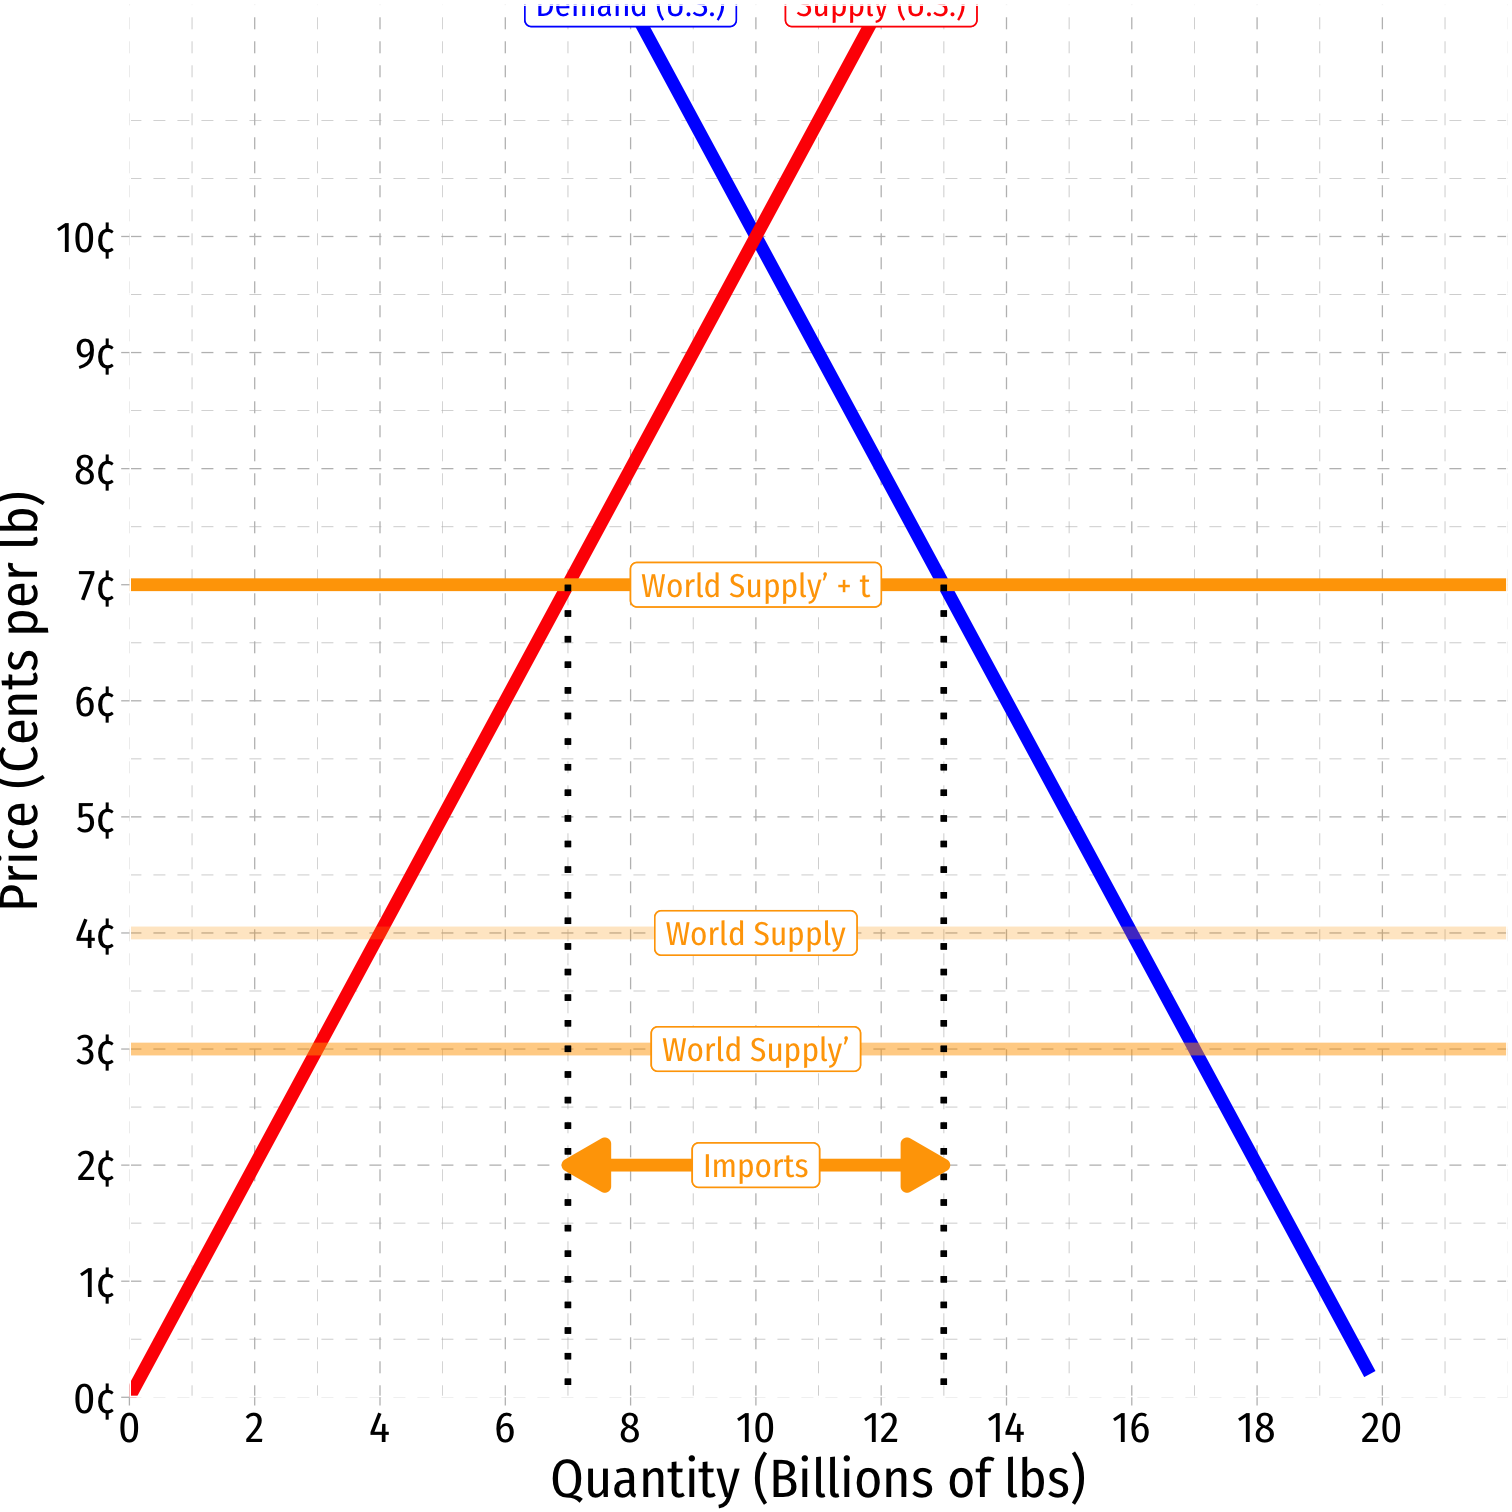 Demand (U.S.)
Supply (U.S.)
10¢
9¢
8¢
7¢
6¢
5¢
4¢
3¢
2¢
1¢
0¢
World Supply’ + t
World Supply
World Supply’
Imports
0 2 4 6 8 10 12 14 16 18 20
Quantity (Billions of lbs)
Price (Cents per lb)